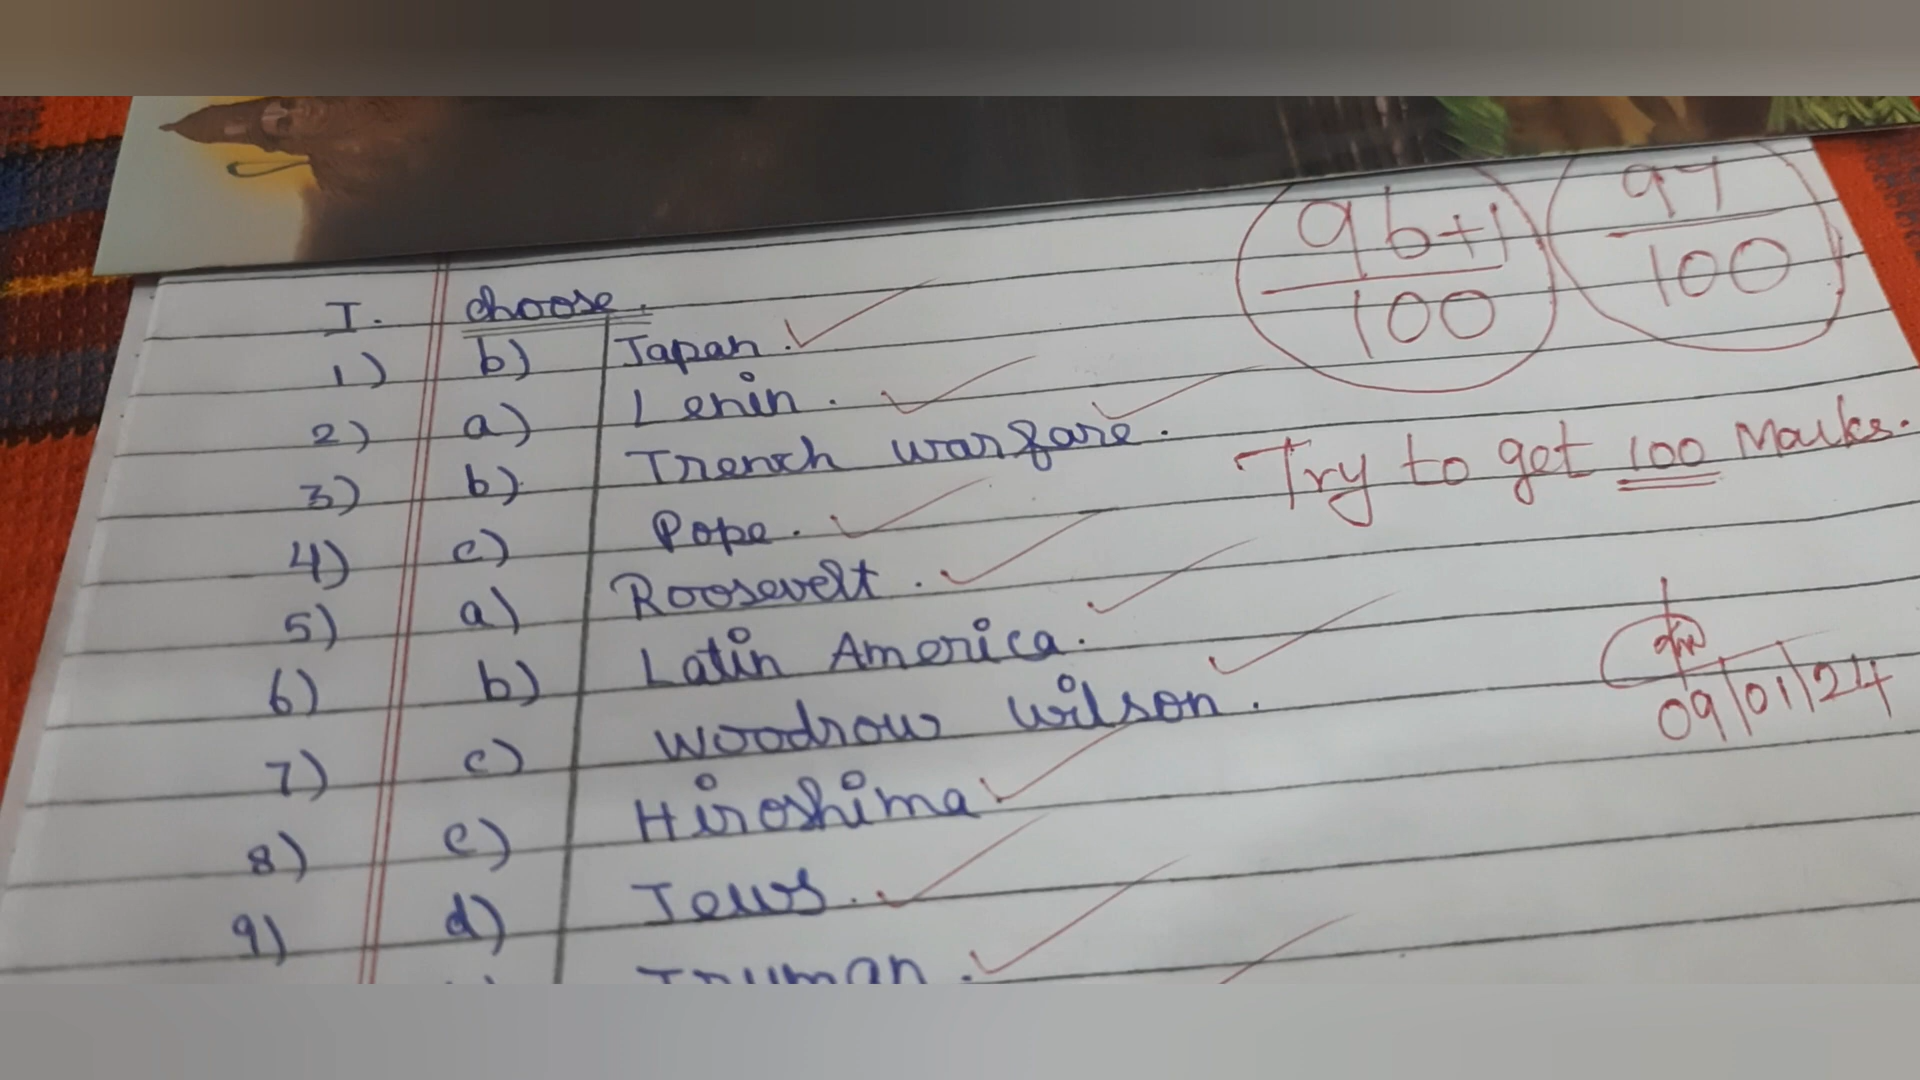 96+1
100
97
100
I. choose.
1) b) Japan.
2) a) Lenin.
3) b) Trench warfare.
4) c) Pope.
5) a) Roosevelt.
6) b) Latin America.
7) c) Woodrow wilson.
8) c) Hiroshima
9) d) Jews.
Truman.
Try to get 100 Marks.
09/01/24